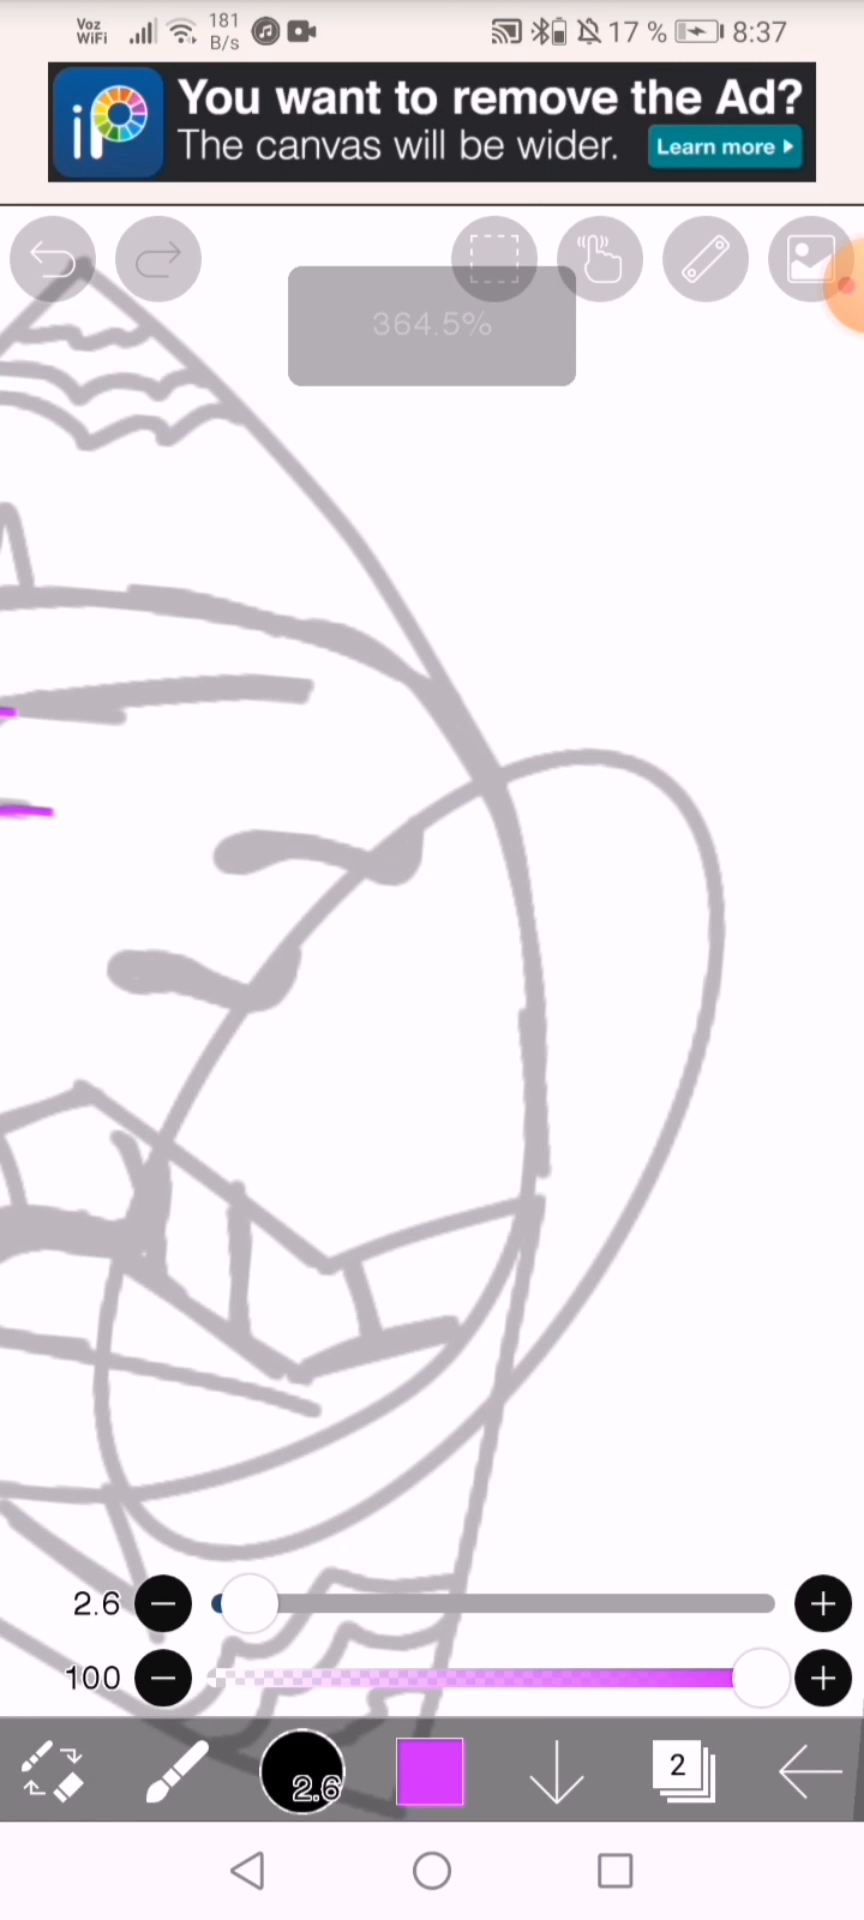 Voz
WiFi
181
B/s
17 %
8:37
iP
You want to remove the Ad?
The canvas will be wider.
Learn more
364.5%
2.6
100
2.6
2